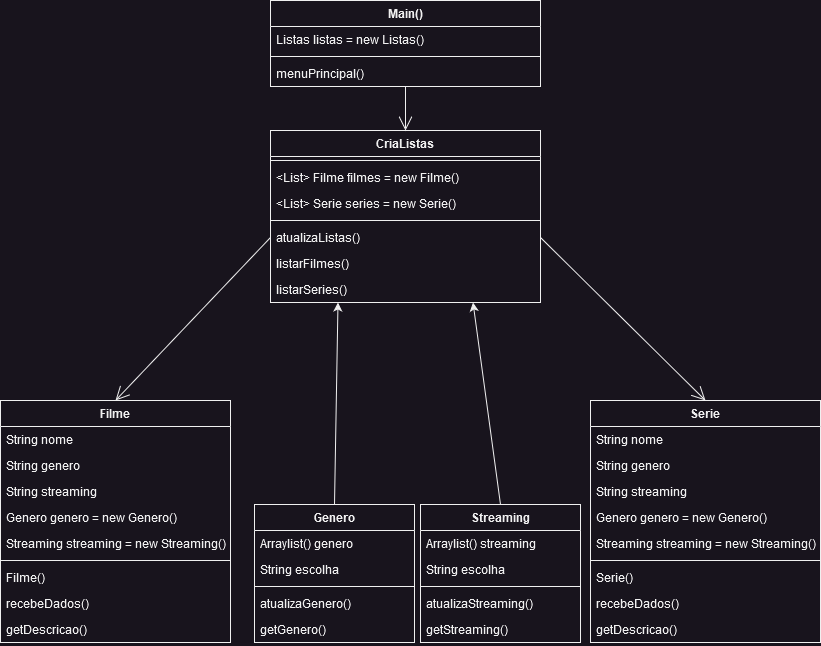 Main()
Listas listas = new Listas()
menuPrincipal()
CriaListas
<List> Filme filmes = new Filme()
<List> Serie series = new Serie()
atualizaListas()
listarFilmes()
listarSeries()
Filme
String nome
String genero
String streaming
Genero genero = new Genero()
Streaming streaming = new Streaming()
Filme()
recebeDados()
getDescricao()
Genero
Arraylist() genero
String escolha
atualizaGenero()
getGenero()
Streaming
Arraylist() streaming
String escolha
atualizaStreaming()
getStreaming()
Serie
String nome
String genero
String streaming
Genero genero = new Genero()
Streaming streaming = new Streaming()
Serie()
recebeDados()
getDescricao()